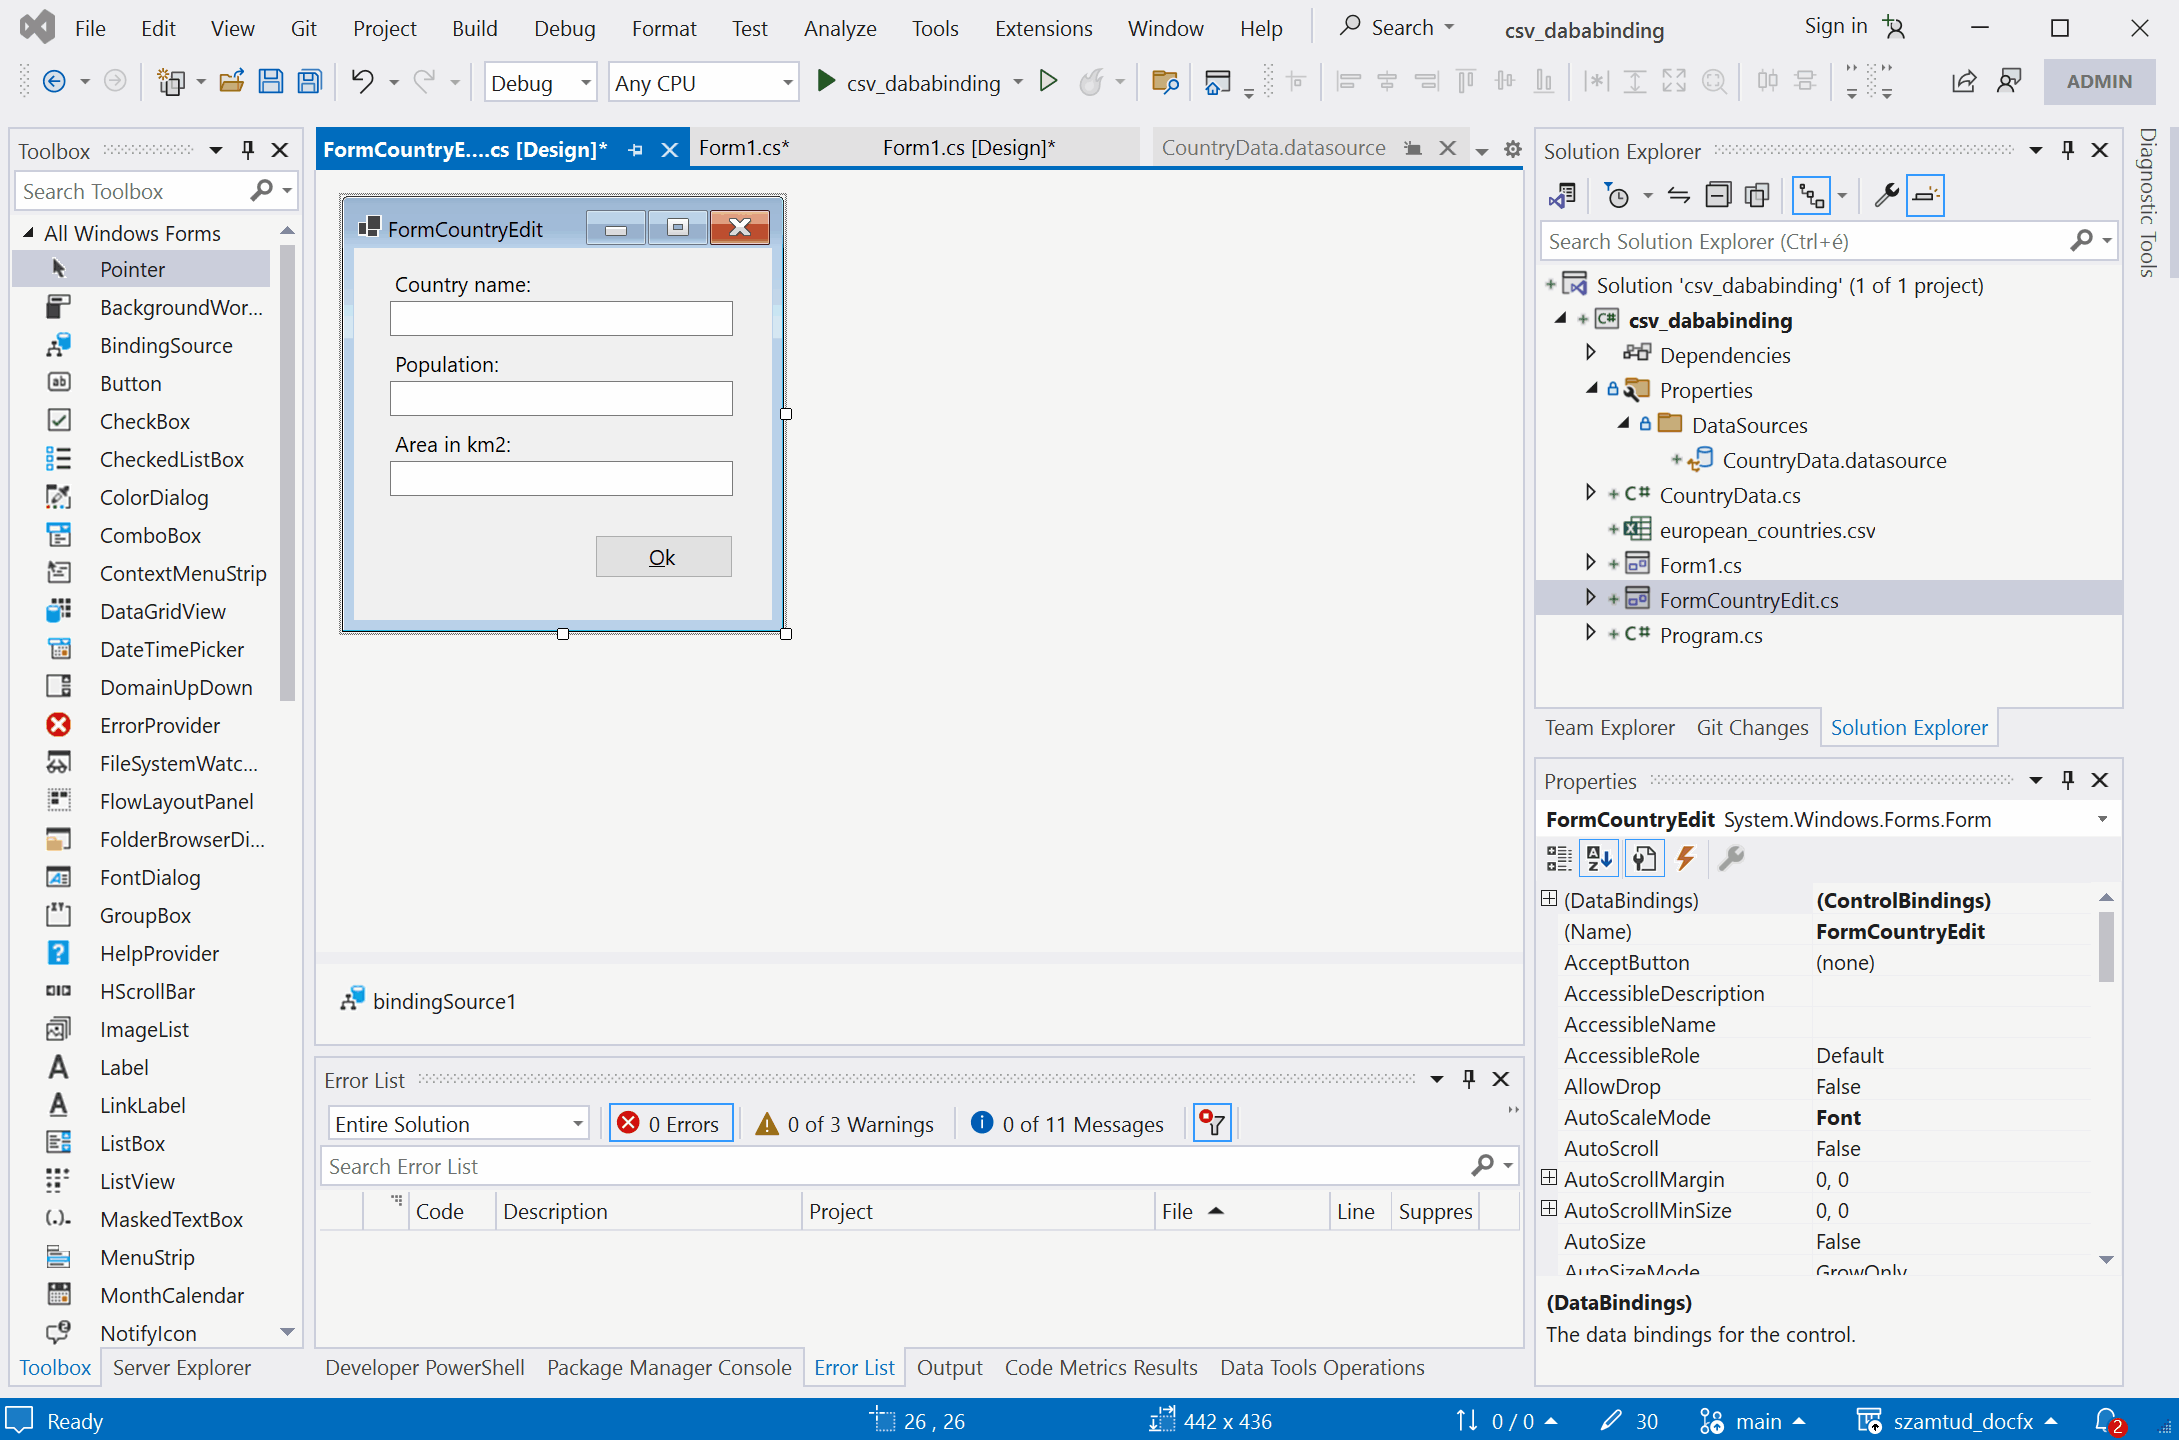 File Edit View Git Project Build Debug Format Test Analyze Tools Extensions Window Help Search csv_dababinding Sign in
Debug Any CPU csv_dababinding ADMIN
Toolbox
Search Toolbox
All Windows Forms
Pointer
BackgroundWor...
BindingSource
Button
CheckBox
CheckedListBox
ColorDialog
ComboBox
ContextMenuStrip
DataGridView
DateTimePicker
DomainUpDown
ErrorProvider
FileSystemWatc...
FlowLayoutPanel
FolderBrowserDi...
FontDialog
GroupBox
HelpProvider
HScrollBar
ImageList
Label
LinkLabel
ListBox
ListView
MaskedTextBox
MenuStrip
MonthCalendar
NotifyIcon
Toolbox Server Explorer
FormCountryE....cs [Design]* Form1.cs* Form1.cs [Design]* CountryData.datasource
FormCountryEdit
Country name:
Population:
Area in km2:
Ok
bindingSource1
Error List
Entire Solution 0 Errors 0 of 3 Warnings 0 of 11 Messages
Search Error List
Code Description Project File Line Suppres
Developer PowerShell Package Manager Console Error List Output Code Metrics Results Data Tools Operations
Solution Explorer
Search Solution Explorer (Ctrl+é)
Solution 'csv_dababinding' (1 of 1 project)
csv_dababinding
Dependencies
Properties
DataSources
CountryData.datasource
C# CountryData.cs
european_countries.csv
Form1.cs
FormCountryEdit.cs
C# Program.cs
Team Explorer Git Changes Solution Explorer
Properties
FormCountryEdit System.Windows.Forms.Form
(DataBindings) (ControlBindings)
(Name) FormCountryEdit
AcceptButton (none)
AccessibleDescription
AccessibleName
AccessibleRole Default
AllowDrop False
AutoScaleMode Font
AutoScroll False
AutoScrollMargin 0, 0
AutoScrollMinSize 0, 0
AutoSize False
AutoSizeMode GrowOnly
(DataBindings)
The data bindings for the control.
Diagnostic Tools
Ready 26 , 26 442 x 436 0 / 0 30 main szamtud_docfx 2